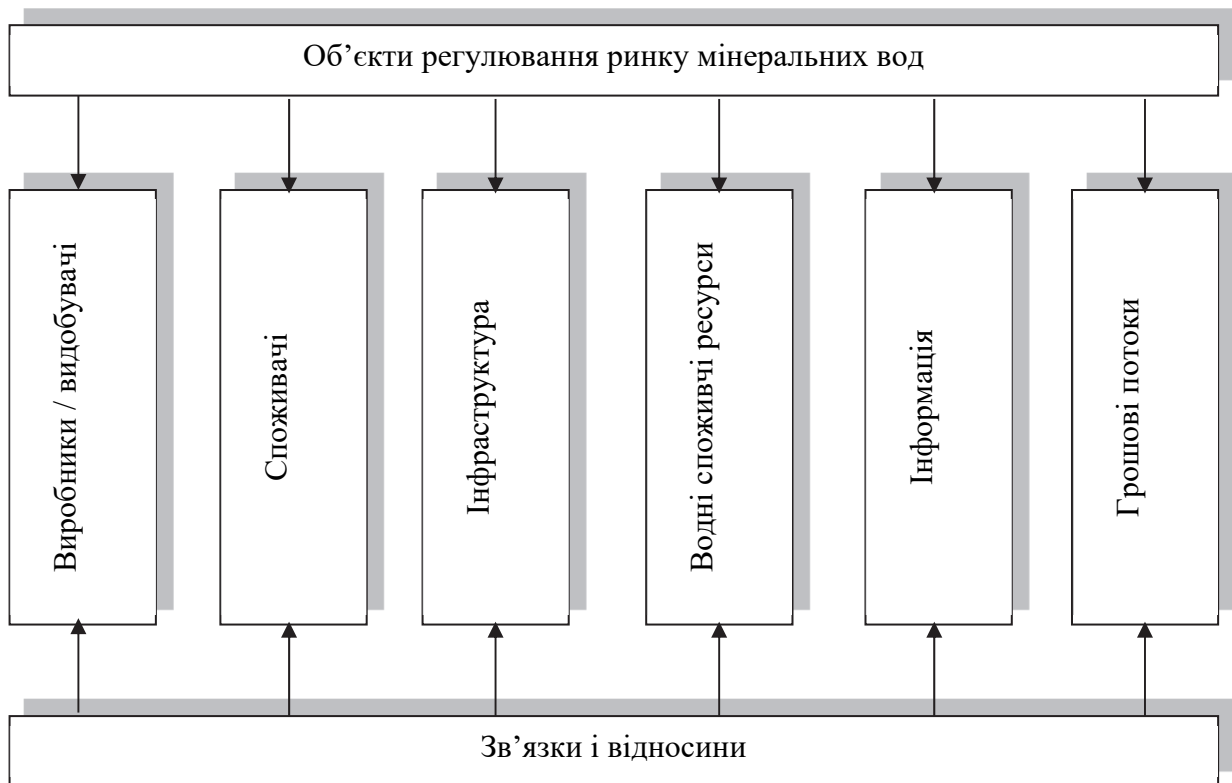 Об’єкти регулювання ринку мінеральних вод
Виробники / видобувачі
Споживачі
Інфраструктура
Водні споживчі ресурси
Інформація
Грошові потоки
Зв’язки і відносини